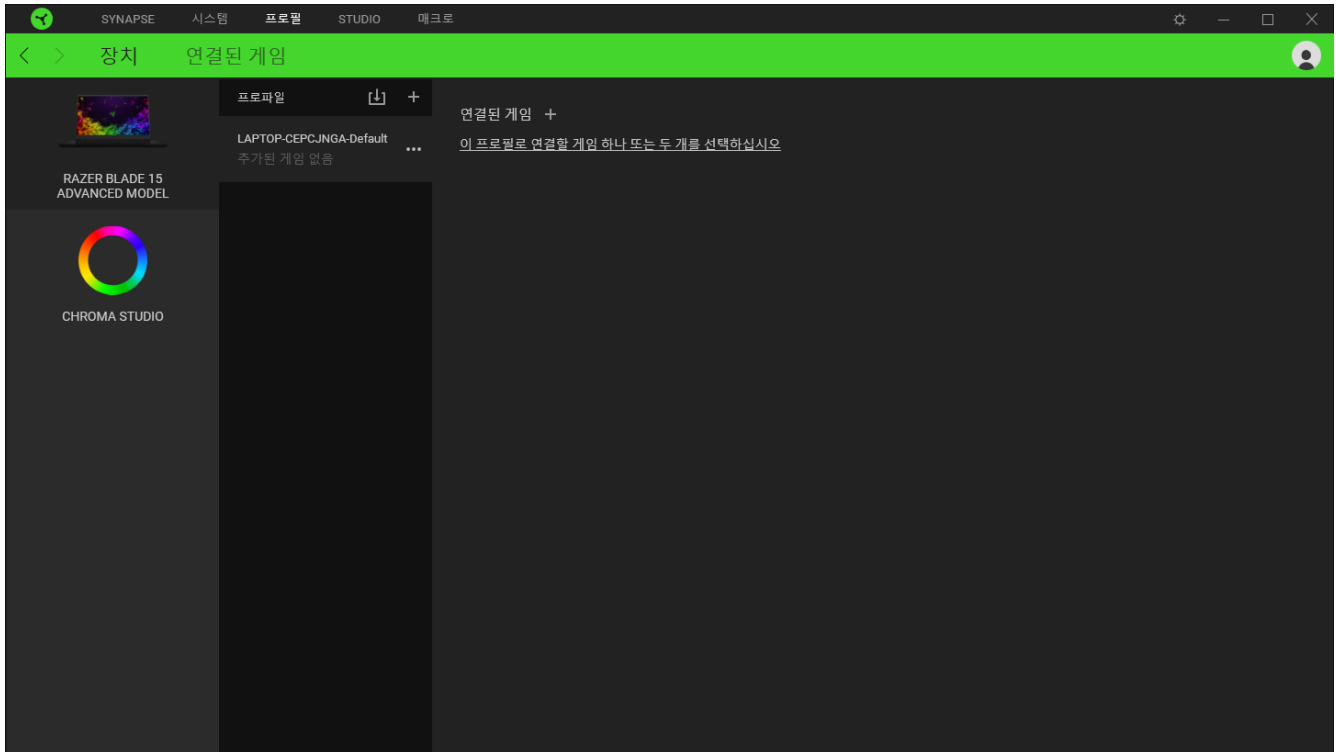 SYNAPSE 시스템 프로필 STUDIO 매크로
장치 연결된 게임
RAZER BLADE 15
ADVANCED MODEL
CHROMA STUDIO
프로파일
LAPTOP-CEPCJNGA-Default
추가된 게임 없음
연결된 게임
이 프로필로 연결할 게임 하나 또는 두 개를 선택하십시오